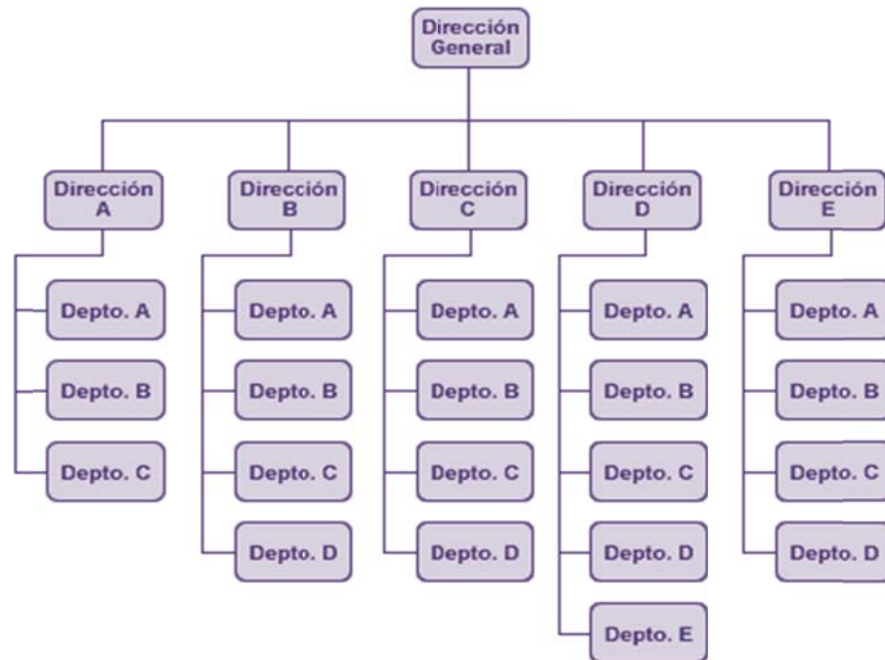 Dirección
General
Dirección
A
Dirección
B
Dirección
C
Dirección
D
Dirección
E
Depto. A
Depto. B
Depto. C
Depto. A
Depto. B
Depto. C
Depto. D
Depto. A
Depto. B
Depto. C
Depto. D
Depto. A
Depto. B
Depto. C
Depto. D
Depto. E
Depto. A
Depto. B
Depto. C
Depto. D